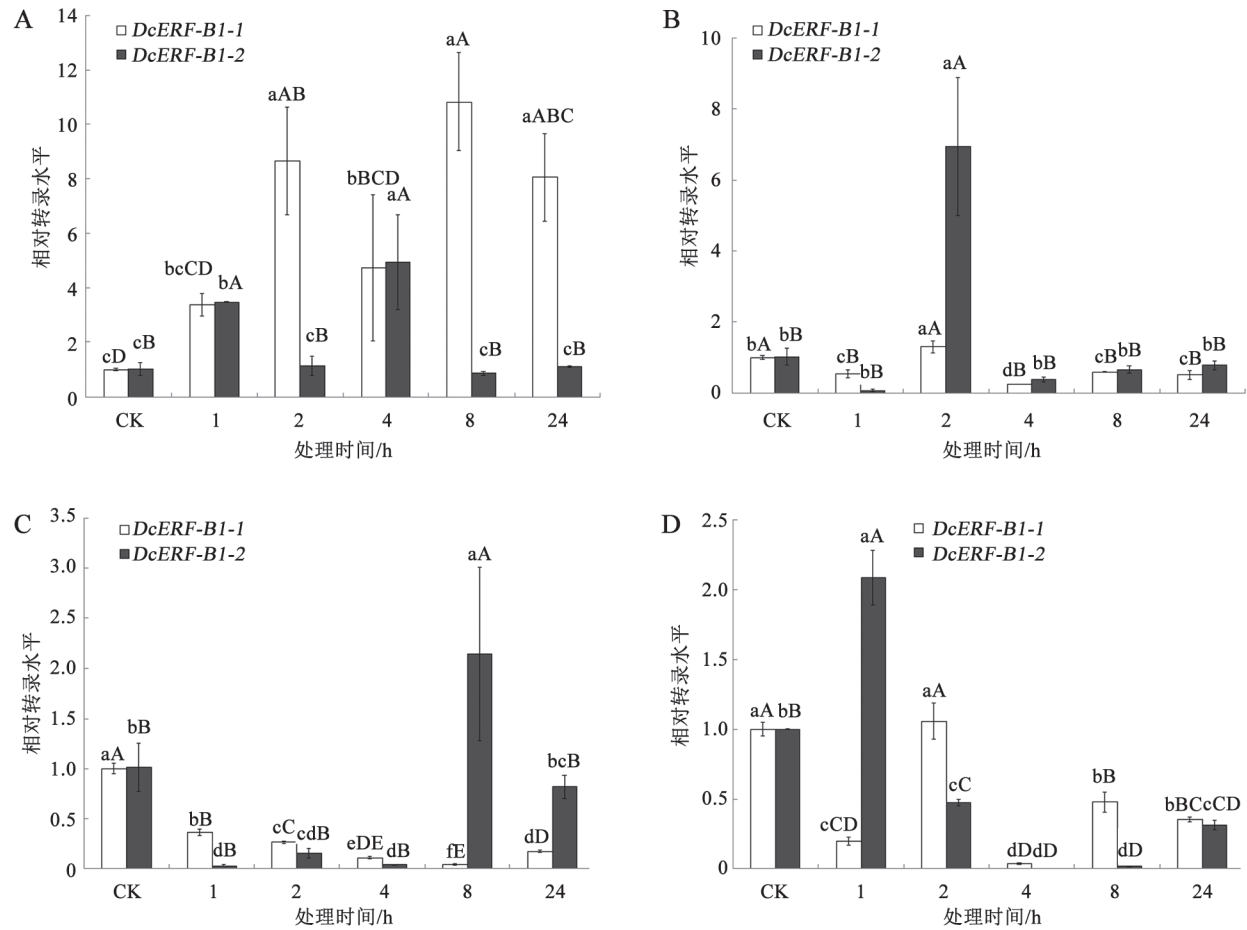 A
DcERF-B1-1
DcERF-B1-2
相对转录水平
14
12
10
8
6
4
2
0
cD cB bcCD bA aAB cB bBCD aA aA cB aABC cB
CK 1 2 4 8 24
处理时间/h
B
DcERF-B1-1
DcERF-B1-2
相对转录水平
10
8
6
4
2
0
bA bB cB bB aA aA dB bB cB bB cB bB
CK 1 2 4 8 24
处理时间/h
C
DcERF-B1-1
DcERF-B1-2
相对转录水平
3.5
3.0
2.5
2.0
1.5
1.0
0.5
0
aA bB bB dB cC cdB eDE dB fE aA dD bcB
CK 1 2 4 8 24
处理时间/h
D
DcERF-B1-1
DcERF-B1-2
相对转录水平
2.5
2.0
1.5
1.0
0.5
0
aA bB cCD aA aA cC dD dD bB dD bBC cCD
CK 1 2 4 8 24
处理时间/h